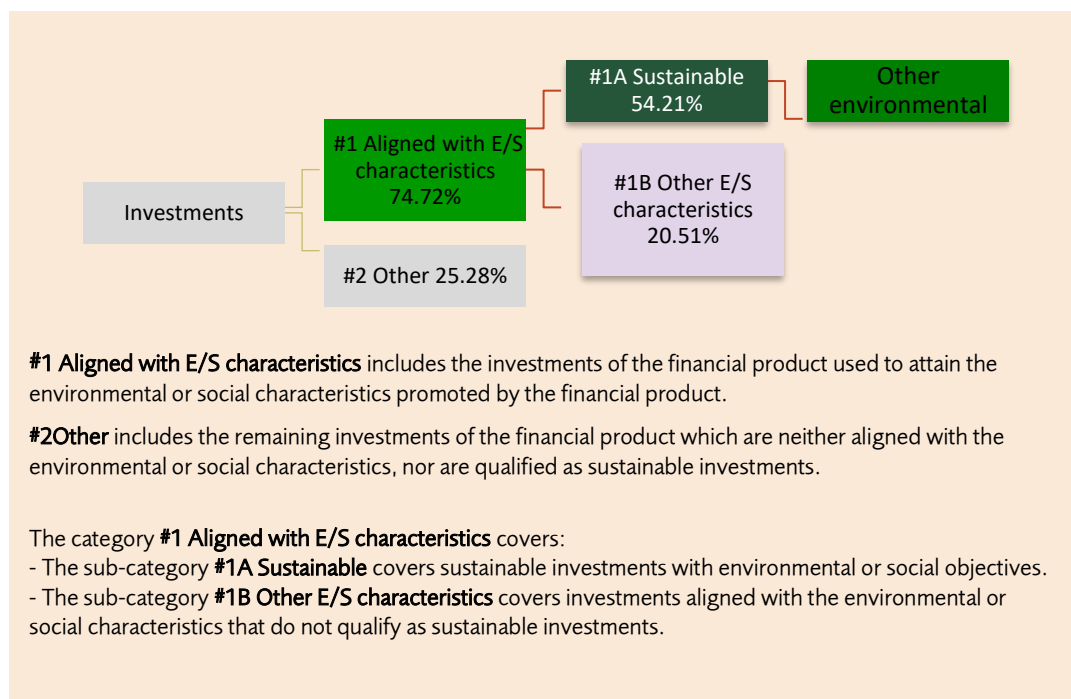 #1A Sustainable
54.21%
Other
environmental
#1 Aligned with E/S
characteristics
74.72%
#1B Other E/S
characteristics
20.51%
Investments
#2 Other 25.28%
#1 Aligned with E/S characteristics includes the investments of the financial product used to attain the
environmental or social characteristics promoted by the financial product.
#2Other includes the remaining investments of the financial product which are neither aligned with the
environmental or social characteristics, nor are qualified as sustainable investments.
The category #1 Aligned with E/S characteristics covers:
- The sub-category #1A Sustainable covers sustainable investments with environmental or social objectives.
- The sub-category #1B Other E/S characteristics covers investments aligned with the environmental or
social characteristics that do not qualify as sustainable investments.